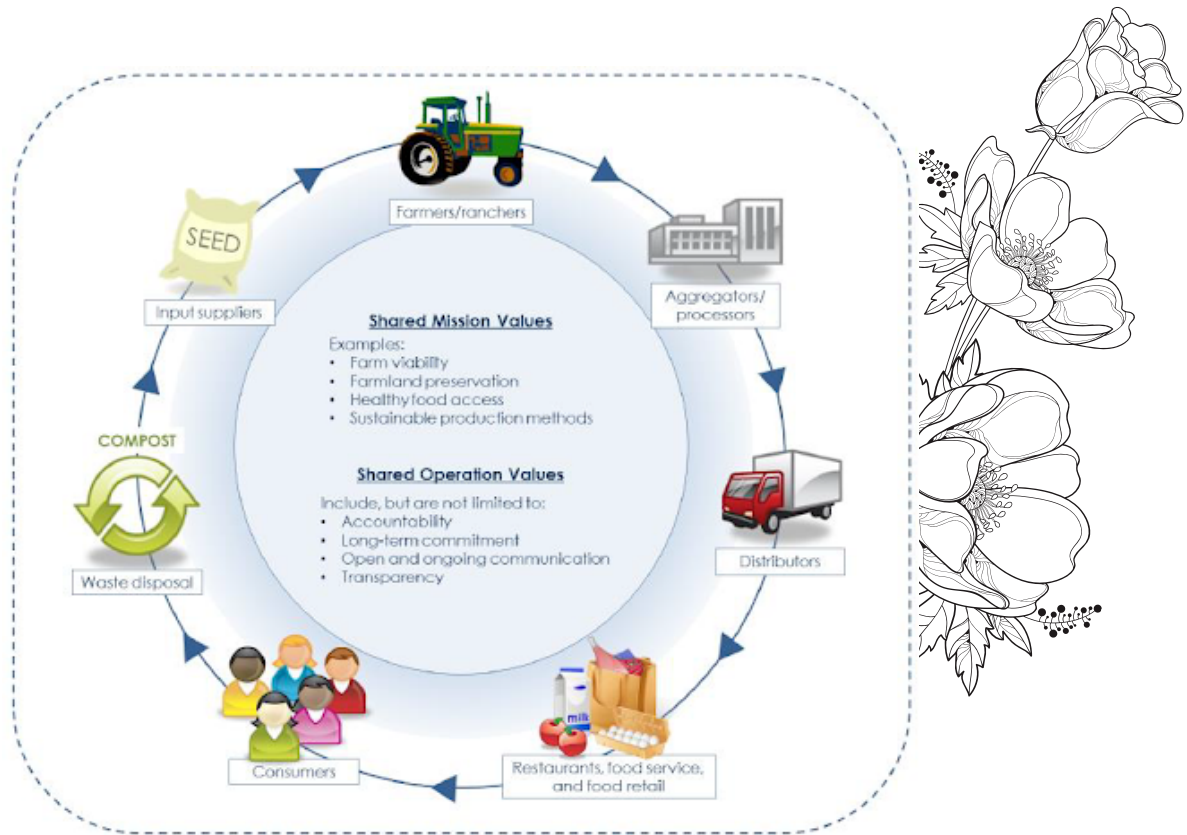 Farmers/ranchers
SEED
Input suppliers
Aggregators/
processors
Shared Mission Values
Examples:
• Farm viability
• Farmland preservation
• Healthy food access
• Sustainable production methods
COMPOST
Waste disposal
Shared Operation Values
Include, but are not limited to:
• Accountability
• Long-term commitment
• Open and ongoing communication
• Transparency
Distributors
milk
Consumers
Restaurants, food service,
and food retail